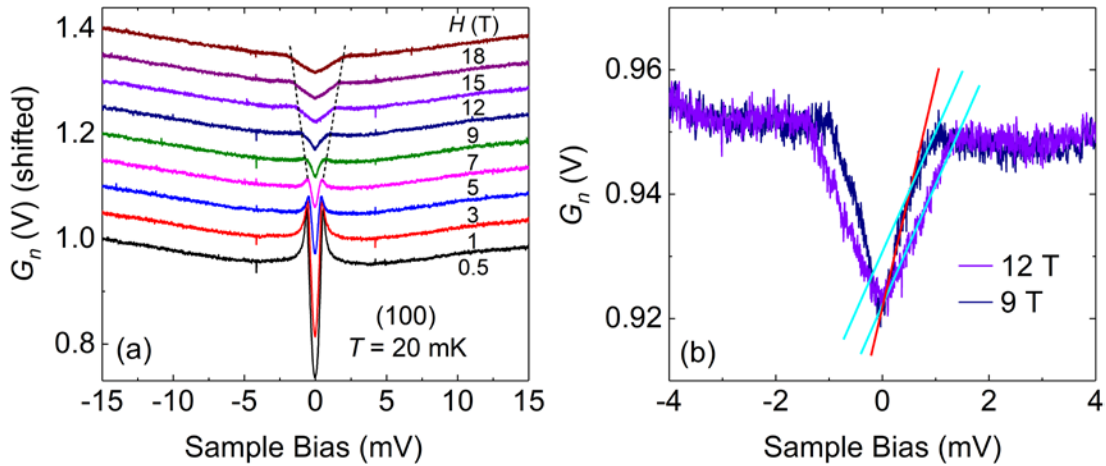 1.4
1.2
1.0
0.8
Gn (V) (shifted)
H (T)
18
15
12
9
7
5
3
1
0.5
(100)
T = 20 mK
(a)
-15
-10
-5
0
5
10
15
Sample Bias (mV)
0.96
0.94
0.92
Gn (V)
12 T
9 T
(b)
-4
-2
0
2
4
Sample Bias (mV)